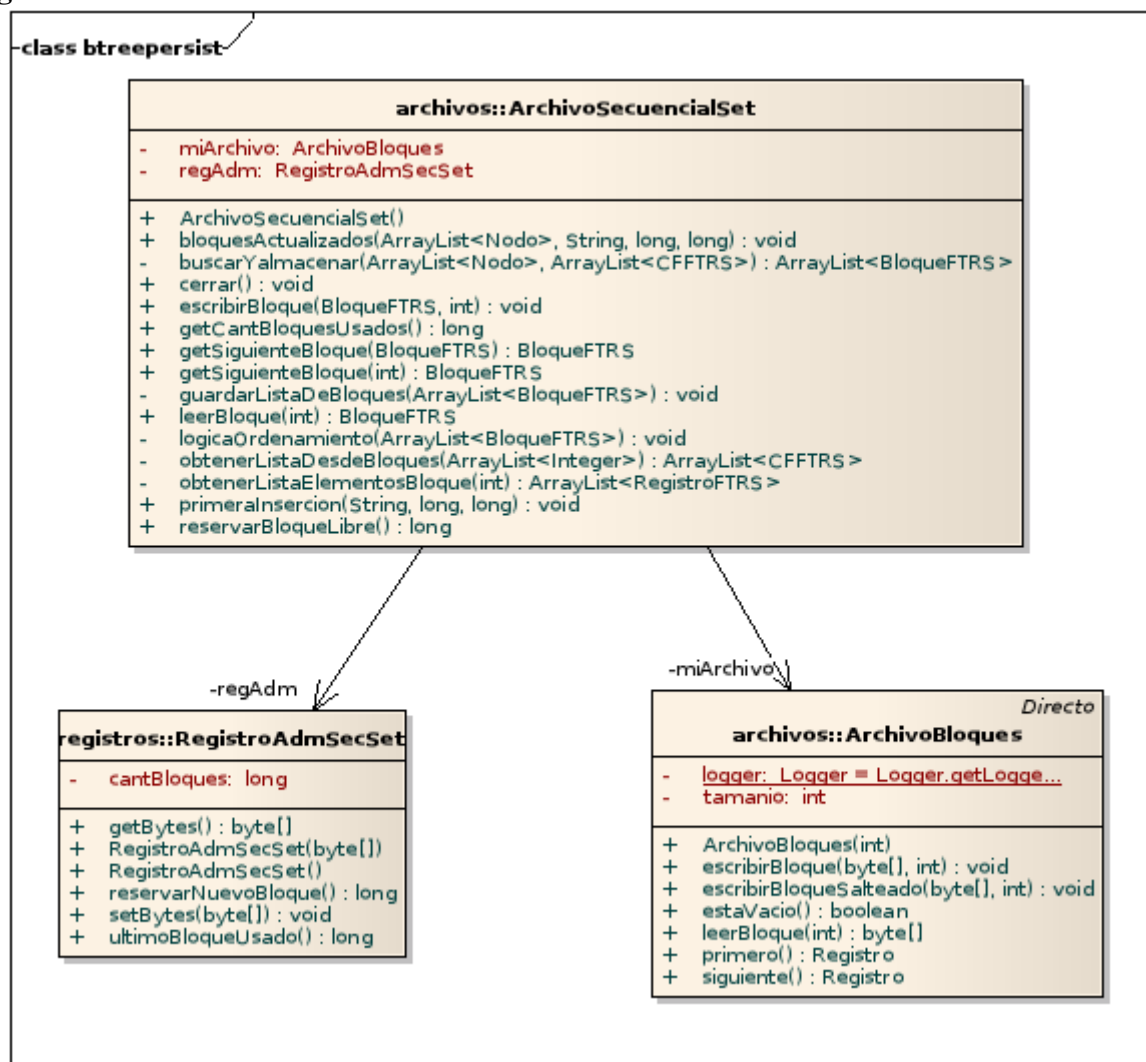 class btreepersist
archivos::ArchivoSecuencialSet
- miArchivo: ArchivoBloques
- regAdm: RegistroAdmSecSet
+ ArchivoSecuencialSet()
+ bloquesActualizados(ArrayList<Nodo>, String, long, long) : void
- buscarYalmacenar(ArrayList<Nodo>, ArrayList<CFFTRS>) : ArrayList<BloqueFTRS>
+ cerrar() : void
+ escribirBloque(BloqueFTRS, int) : void
+ getCantBloquesUsados() : long
+ getSiguienteBloque(BloqueFTRS) : BloqueFTRS
+ getSiguienteBloque(int) : BloqueFTRS
- guardarListaDeBloques(ArrayList<BloqueFTRS>) : void
+ leerBloque(int) : BloqueFTRS
- logicaOrdenamiento(ArrayList<BloqueFTRS>) : void
- obtenerListaDesdeBloques(ArrayList<Integer>) : ArrayList<CFFTRS>
- obtenerListaElementosBloque(int) : ArrayList<RegistroFTRS>
+ primeraInsercion(String, long, long) : void
+ reservarBloqueLibre() : long
-regAdm
-miArchivo
registros::RegistroAdmSecSet
- cantBloques: long
+ getBytes() : byte[]
+ RegistroAdmSecSet(byte[])
+ RegistroAdmSecSet()
+ reservarNuevoBloque() : long
+ setBytes(byte[]) : void
+ ultimoBloqueUsado() : long
Directo
archivos::ArchivoBloques
- logger: Logger = Logger.getLogge...
- tamanio: int
+ ArchivoBloques(int)
+ escribirBloque(byte[], int) : void
+ escribirBloqueSalteado(byte[], int) : void
+ estaVacio() : boolean
+ leerBloque(int) : byte[]
+ primero() : Registro
+ siguiente() : Registro